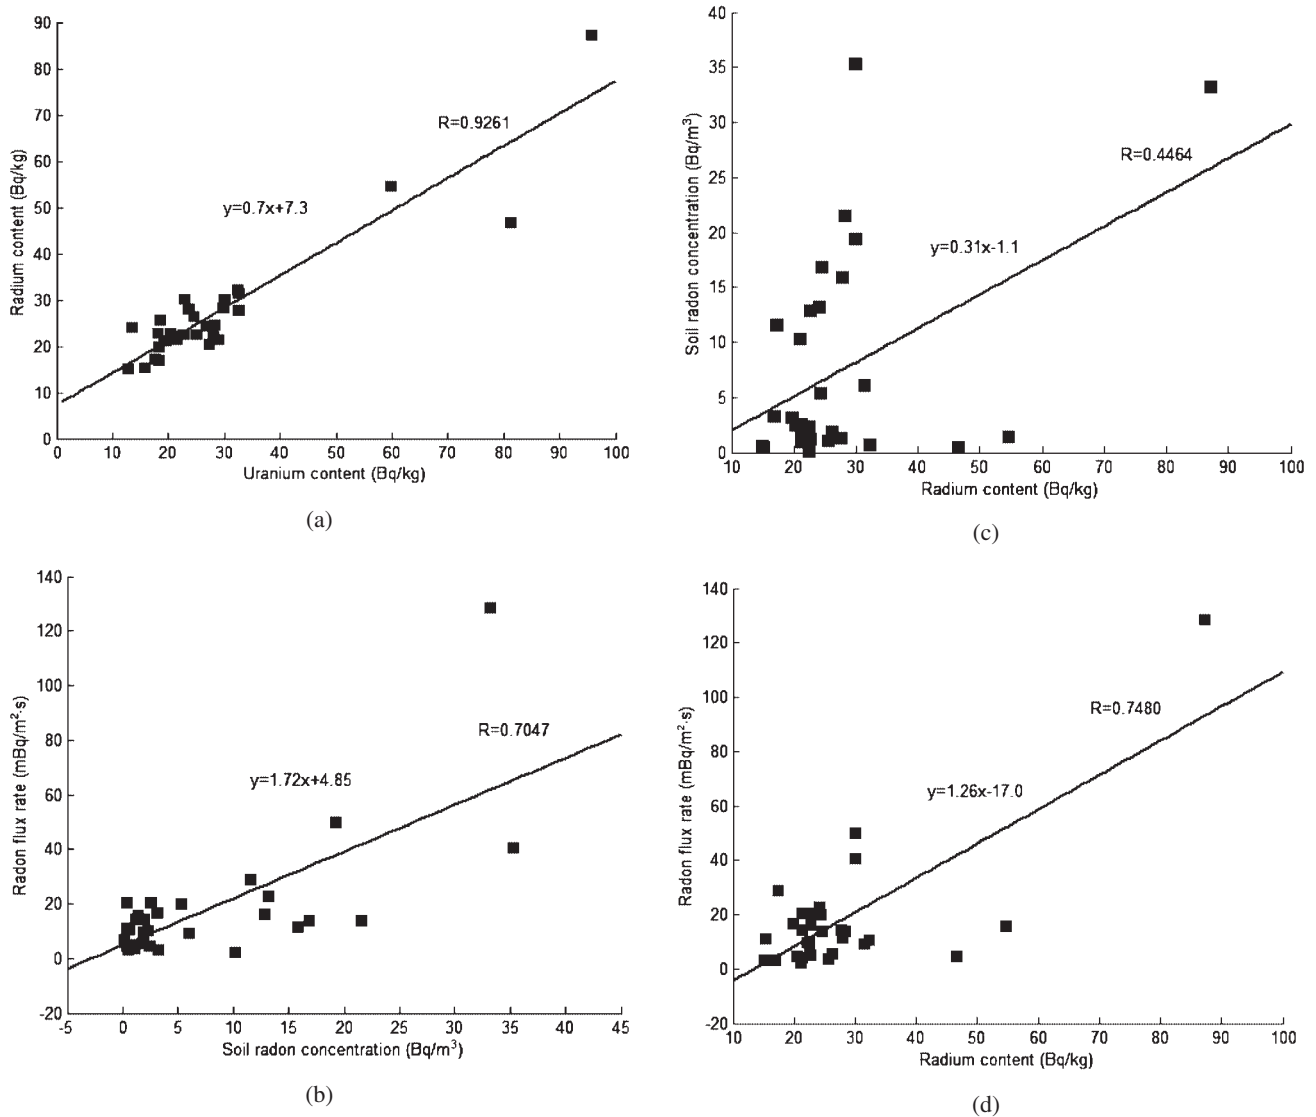 90
80
70
60
50
40
30
20
10
0
Radium content (Bq/kg)
R=0.9261
y=0.7x+7.3
0 10 20 30 40 50 60 70 80 90 100
Uranium content (Bq/kg)
(a)
40
35
30
25
20
15
10
5
0
Soil radon concentration (Bq/m³)
R=0.4464
y=0.31x-1.1
10 20 30 40 50 60 70 80 90 100
Radium content (Bq/kg)
(c)
140
120
100
80
60
40
20
0
-20
Radon flux rate (mBq/m²·s)
R=0.7047
y=1.72x+4.85
-5 0 5 10 15 20 25 30 35 40 45
Soil radon concentration (Bq/m³)
(b)
140
120
100
80
60
40
20
0
-20
Radon flux rate (mBq/m²·s)
R=0.7480
y=1.26x-17.0
10 20 30 40 50 60 70 80 90 100
Radium content (Bq/kg)
(d)